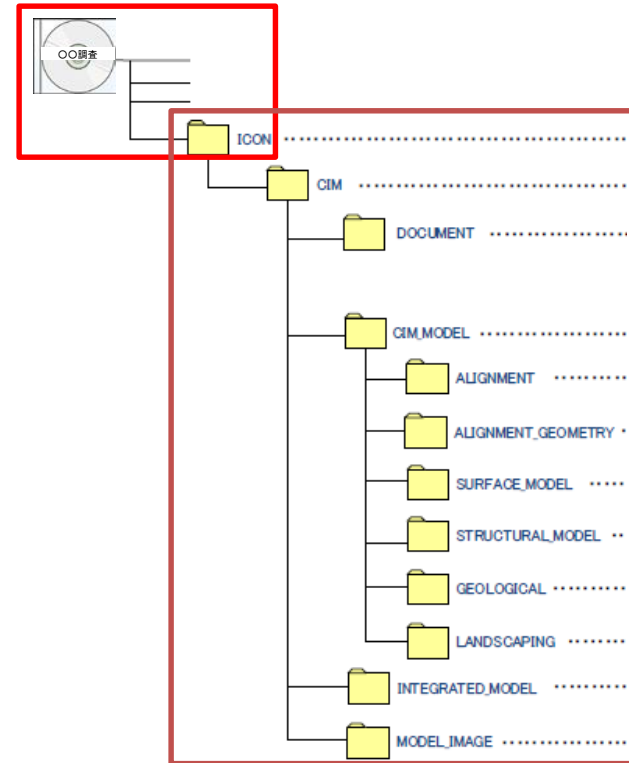 〇〇調査
ICON ‥‥‥‥‥‥‥‥‥‥‥‥‥‥‥‥‥‥‥‥‥‥‥
CIM ‥‥‥‥‥‥‥‥‥‥‥‥‥‥‥‥‥‥
DOCUMENT ‥‥‥‥‥‥‥‥‥
CIM_MODEL ‥‥‥‥‥‥‥‥‥‥
ALIGNMENT ‥‥‥‥‥
ALIGNMENT_GEOMETRY ・
SURFACE_MODEL ‥‥・
STRUCTURAL_MODEL ‥
GEOLOGICAL ‥‥‥‥‥
LANDSCAPING ‥‥‥‥
INTEGRATED_MODEL ‥‥‥‥‥
MODEL_IMAGE ‥‥‥‥‥‥‥‥